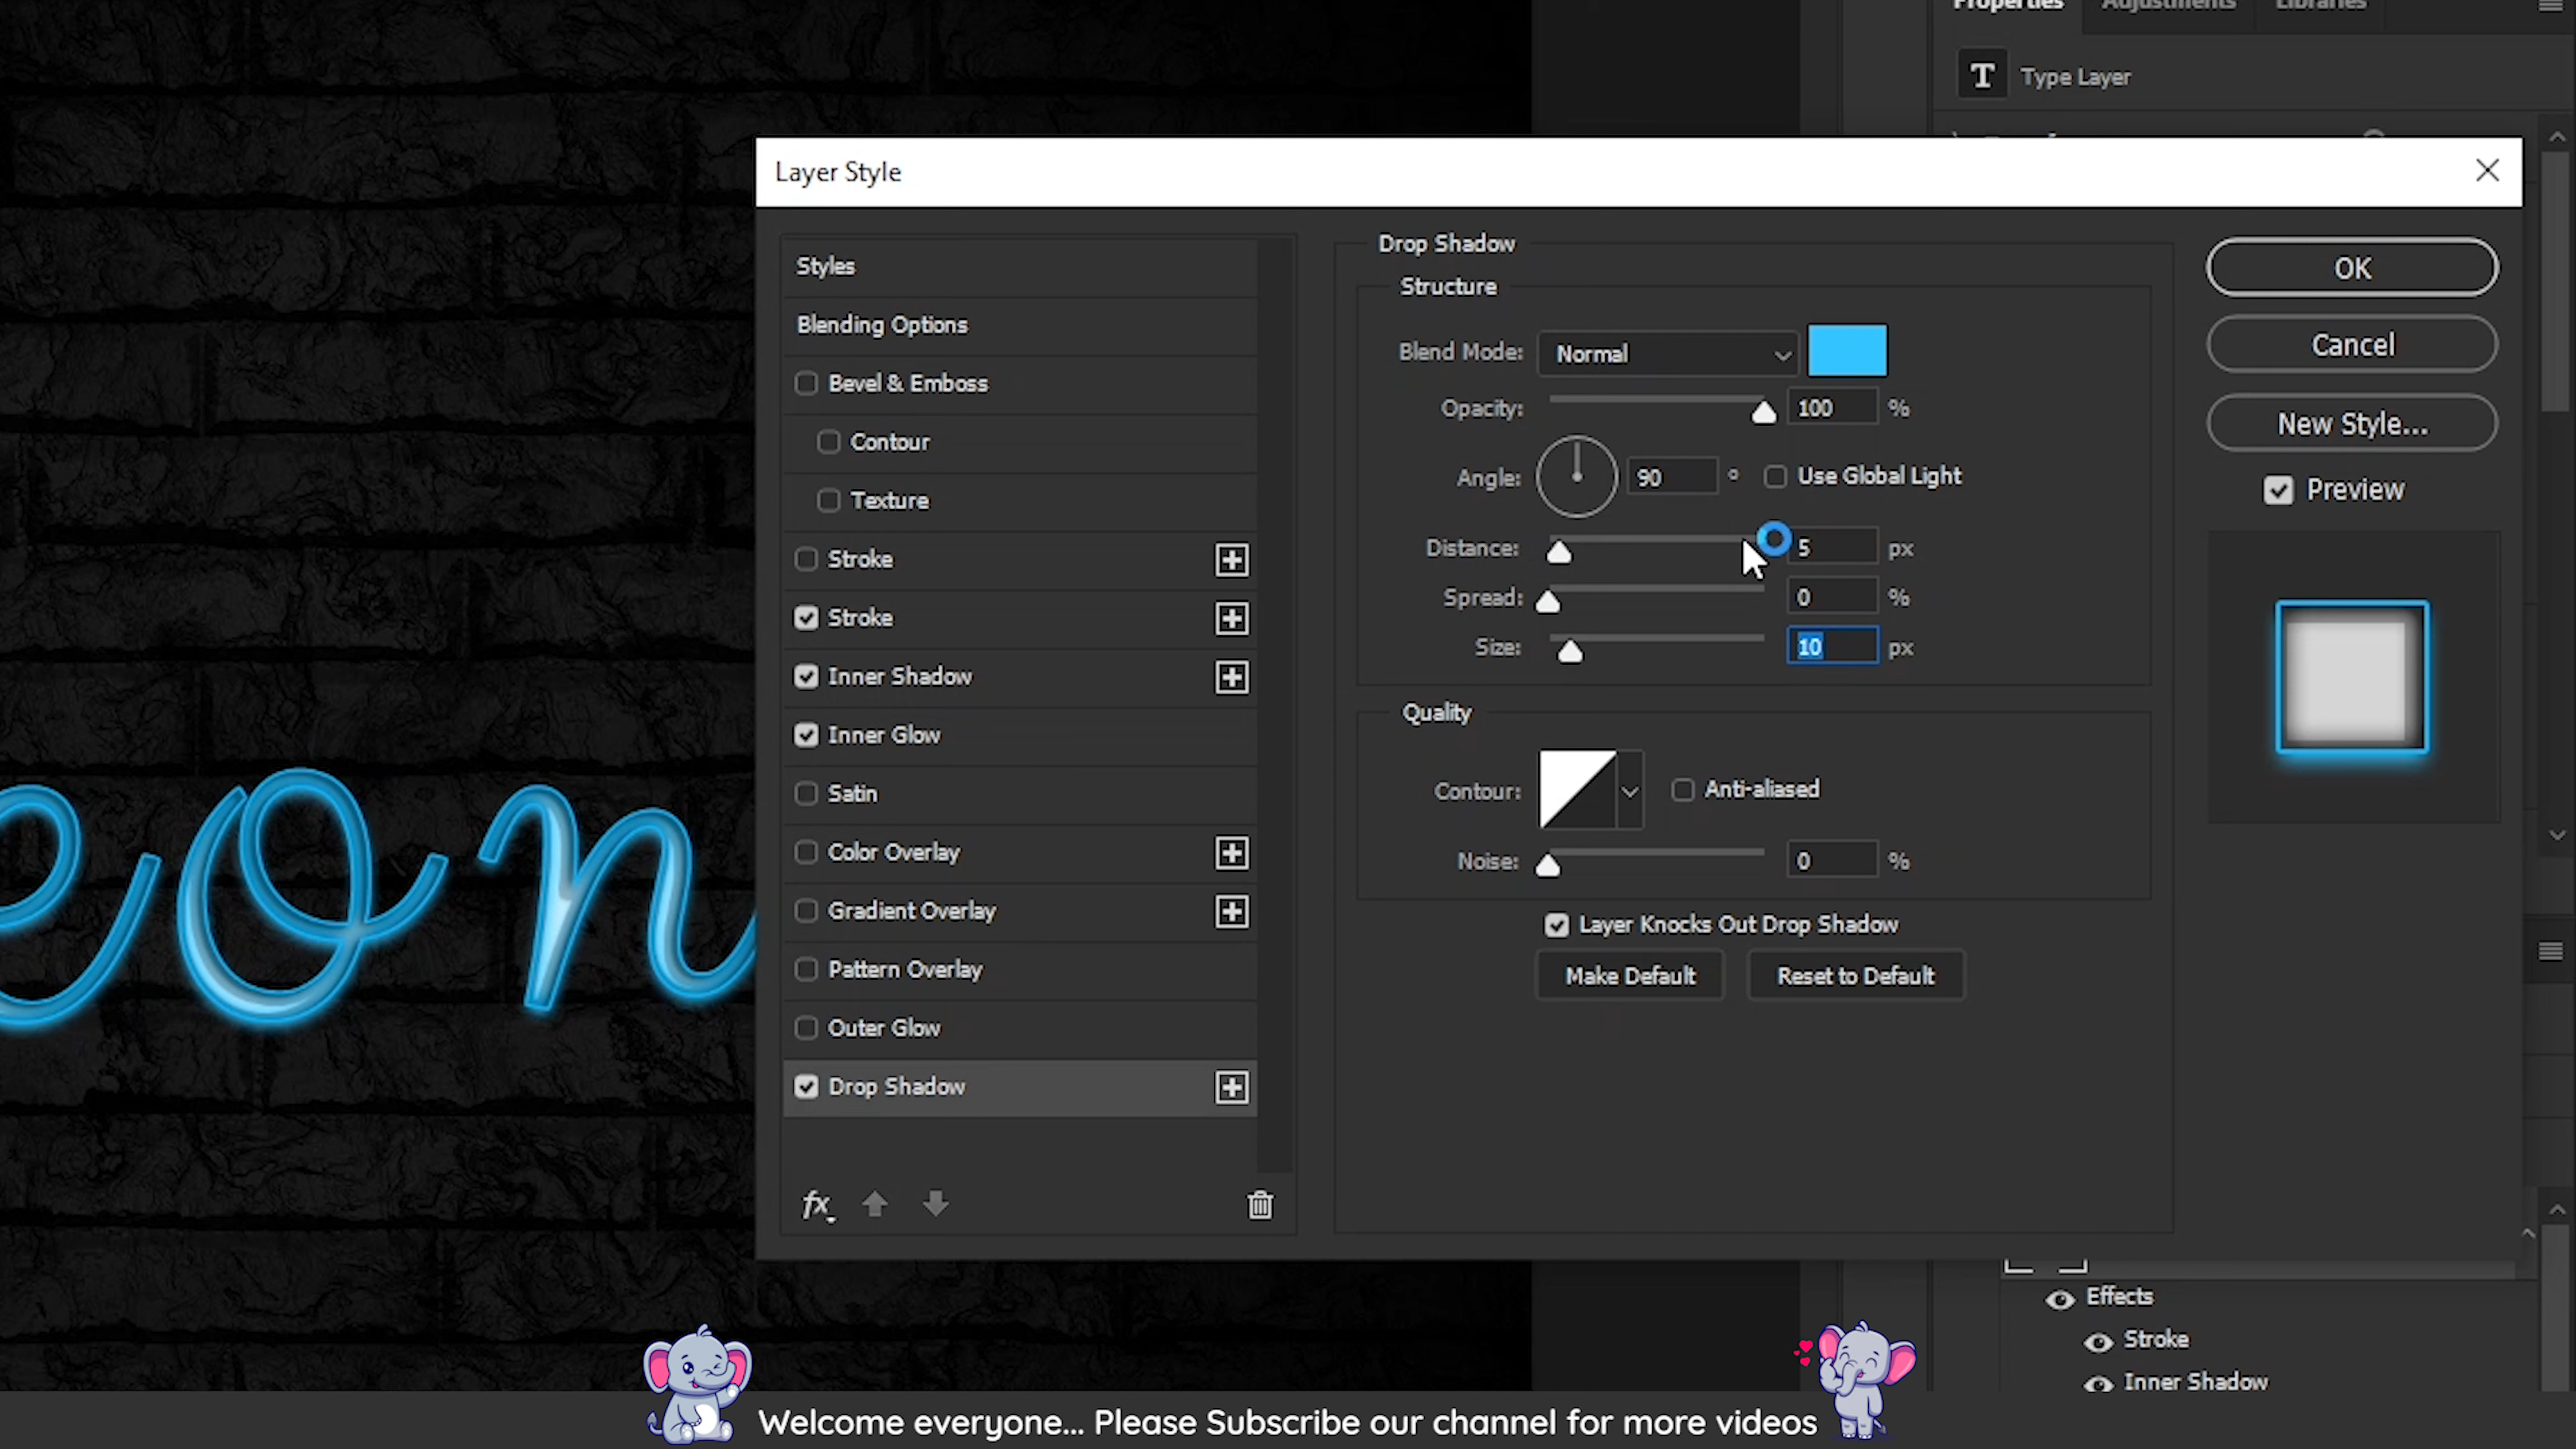 Properties Adjustments Libraries
T Type Layer
Layer Style
Styles
Blending Options
Bevel & Emboss
Contour
Texture
Stroke
Stroke
Inner Shadow
Inner Glow
Satin
Color Overlay
Gradient Overlay
Pattern Overlay
Outer Glow
Drop Shadow
fx
Drop Shadow
Structure
Blend Mode: Normal
Opacity: 100 %
Angle: 90 ° Use Global Light
Distance: 5 px
Spread: 0 %
Size: 10 px
Quality
Contour: Anti-aliased
Noise: 0 %
Layer Knocks Out Drop Shadow
Make Default Reset to Default
OK
Cancel
New Style...
Preview
eon
Effects
Stroke
Inner Shadow
Welcome everyone... Please Subscribe our channel for more videos